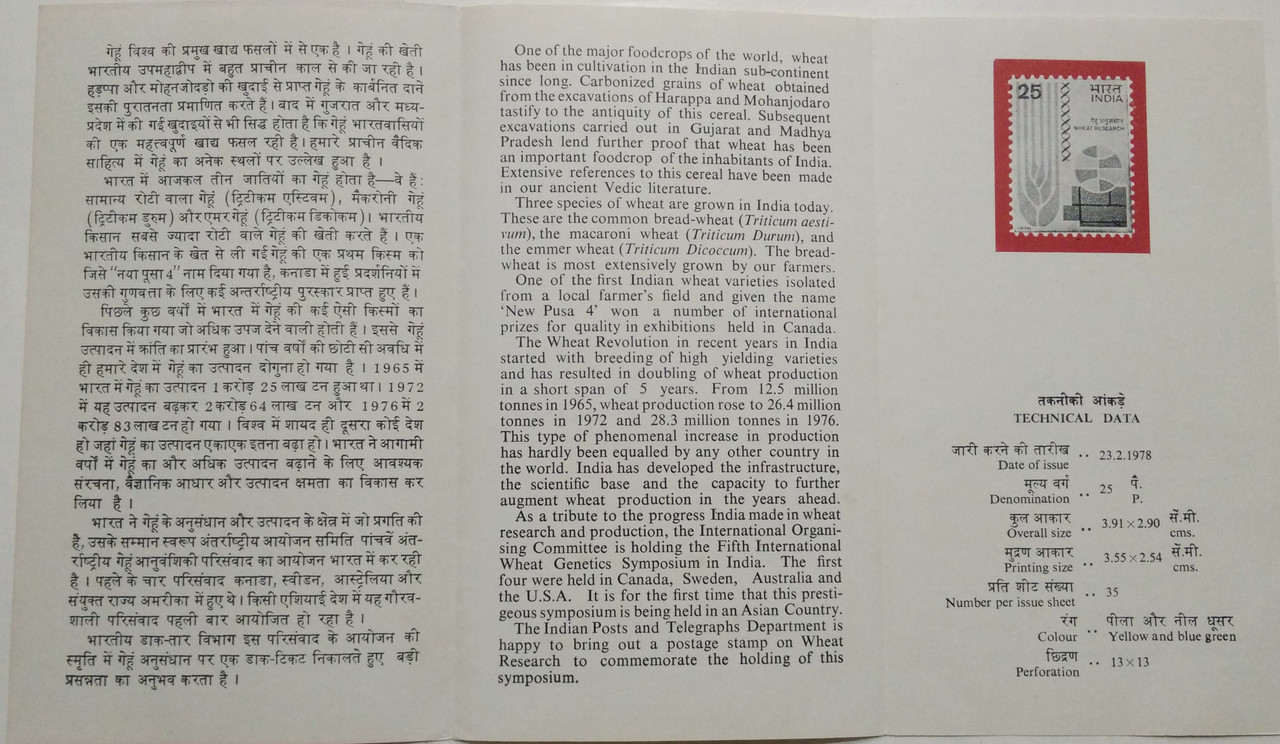 गेहूं विश्व की प्रमुख खाद्य फसलों में से एक है । गेहूं की खेती
भारतीय उपमहाद्वीप में बहुत प्राचीन काल से की जा रही है ।
हड़प्पा और मोहनजोदड़ो की खुदाई से प्राप्त गेहूं के कार्बनित दाने
इसकी पुरातनता प्रमाणित करते हैं । बाद में गुजरात और मध्य-
प्रदेश में की गई खुदाइयों से भी सिद्ध होता है कि गेहूं भारतवासियों
की एक महत्त्वपूर्ण खाद्य फसल रही है । हमारे प्राचीन वैदिक
साहित्य में गेहूं का अनेक स्थलों पर उल्लेख हुआ है ।
भारत में आजकल तीन जातियों का गेहूं होता है—वे हैं :
सामान्य रोटी वाला गेहूं (ट्रिटीकम एस्टिवम), मैकरोनी गेहूं
(ट्रिटीकम डुरुम) और एमर गेहूं (ट्रिटीकम डिकोकम)। भारतीय
किसान सबसे ज्यादा रोटी वाले गेहूं की खेती करते हैं । एक
भारतीय किसान के खेत से ली गई गेहूं की एक प्रथम किस्म को
जिसे "नया पूसा 4" नाम दिया गया है, कनाडा में हुई प्रदर्शनियों में
उसकी गुणवत्ता के लिए कई अन्तर्राष्ट्रीय पुरस्कार प्राप्त हुए हैं ।
पिछले कुछ वर्षों में भारत में गेहूं की कई ऐसी किस्मों का
विकास किया गया जो अधिक उपज देने वाली होती हैं । इससे गेहूं
उत्पादन में क्रांति का प्रारंभ हुआ । पांच वर्षों की छोटी सी अवधि में
ही हमारे देश में गेहूं का उत्पादन दोगुना हो गया है । 1965 में
भारत में गेहूं का उत्पादन 1 करोड़ 25 लाख टन हुआ था । 1972
में यह उत्पादन बढ़कर 2 करोड़ 64 लाख टन और 1976 में 2
करोड़ 83 लाख टन हो गया । विश्व में शायद ही दूसरा कोई देश
हो जहां गेहूं का उत्पादन एकाएक इतना बढ़ा हो । भारत ने आगामी
वर्षों में गेहूं का और अधिक उत्पादन बढ़ाने के लिए आवश्यक
संरचना, वैज्ञानिक आधार और उत्पादन क्षमता का विकास कर
लिया है ।
भारत ने गेहूं के अनुसंधान और उत्पादन के क्षेत्र में जो प्रगति की
है, उसके सम्मान स्वरूप अंतर्राष्ट्रीय आयोजन समिति पांचवें अंत-
र्राष्ट्रीय गेहूं आनुवंशिकी परिसंवाद का आयोजन भारत में कर रही
है । पहले के चार परिसंवाद कनाडा, स्वीडन, आस्ट्रेलिया और
संयुक्त राज्य अमरीका में हुए थे । किसी एशियाई देश में यह गौरव-
शाली परिसंवाद पहली बार आयोजित हो रहा है ।
भारतीय डाक-तार विभाग इस परिसंवाद के आयोजन की
स्मृति में गेहूं अनुसंधान पर एक डाक-टिकट निकालते हुए बड़ी
प्रसन्नता का अनुभव करता है ।
One of the major foodcrops of the world, wheat
has been in cultivation in the Indian sub-continent
since long. Carbonized grains of wheat obtained
from the excavations of Harappa and Mohanjodaro
tastify to the antiquity of this cereal. Subsequent
excavations carried out in Gujarat and Madhya
Pradesh lend further proof that wheat has been
an important foodcrop of the inhabitants of India.
Extensive references to this cereal have been made
in our ancient Vedic literature.
Three species of wheat are grown in India today.
These are the common bread-wheat (Triticum aesti-
vum), the macaroni wheat (Triticum Durum), and
the emmer wheat (Triticum Dicoccum). The bread-
wheat is most extensively grown by our farmers.
One of the first Indian wheat varieties isolated
from a local farmer's field and given the name
'New Pusa 4' won a number of international
prizes for quality in exhibitions held in Canada.
The Wheat Revolution in recent years in India
started with breeding of high yielding varieties
and has resulted in doubling of wheat production
in a short span of 5 years. From 12.5 million
tonnes in 1965, wheat production rose to 26.4 million
tonnes in 1972 and 28.3 million tonnes in 1976.
This type of phenomenal increase in production
has hardly been equalled by any other country in
the world. India has developed the infrastructure,
the scientific base and the capacity to further
augment wheat production in the years ahead.
As a tribute to the progress India made in wheat
research and production, the International Organi-
sing Committee is holding the Fifth International
Wheat Genetics Symposium in India. The first
four were held in Canada, Sweden, Australia and
the U.S.A. It is for the first time that this presti-
geous symposium is being held in an Asian Country.
The Indian Posts and Telegraphs Department is
happy to bring out a postage stamp on Wheat
Research to commemorate the holding of this
symposium.
25 भारत
INDIA
गेहूं अनुसंधान
WHEAT RESEARCH
तकनीकी आंकड़े
TECHNICAL DATA
जारी करने की तारीख
Date of issue .. 23.2.1978
मूल्य वर्ग .. 25 पै.
Denomination P.
कुल आकार .. 3.91×2.90 सें.मी.
Overall size cms.
मुद्रण आकार .. 3.55×2.54 सें.मी.
Printing size cms.
प्रति शीट संख्या .. 35
Number per issue sheet
रंग .. पीला और नील धूसर
Colour Yellow and blue green
छिद्रण .. 13×13
Perforation